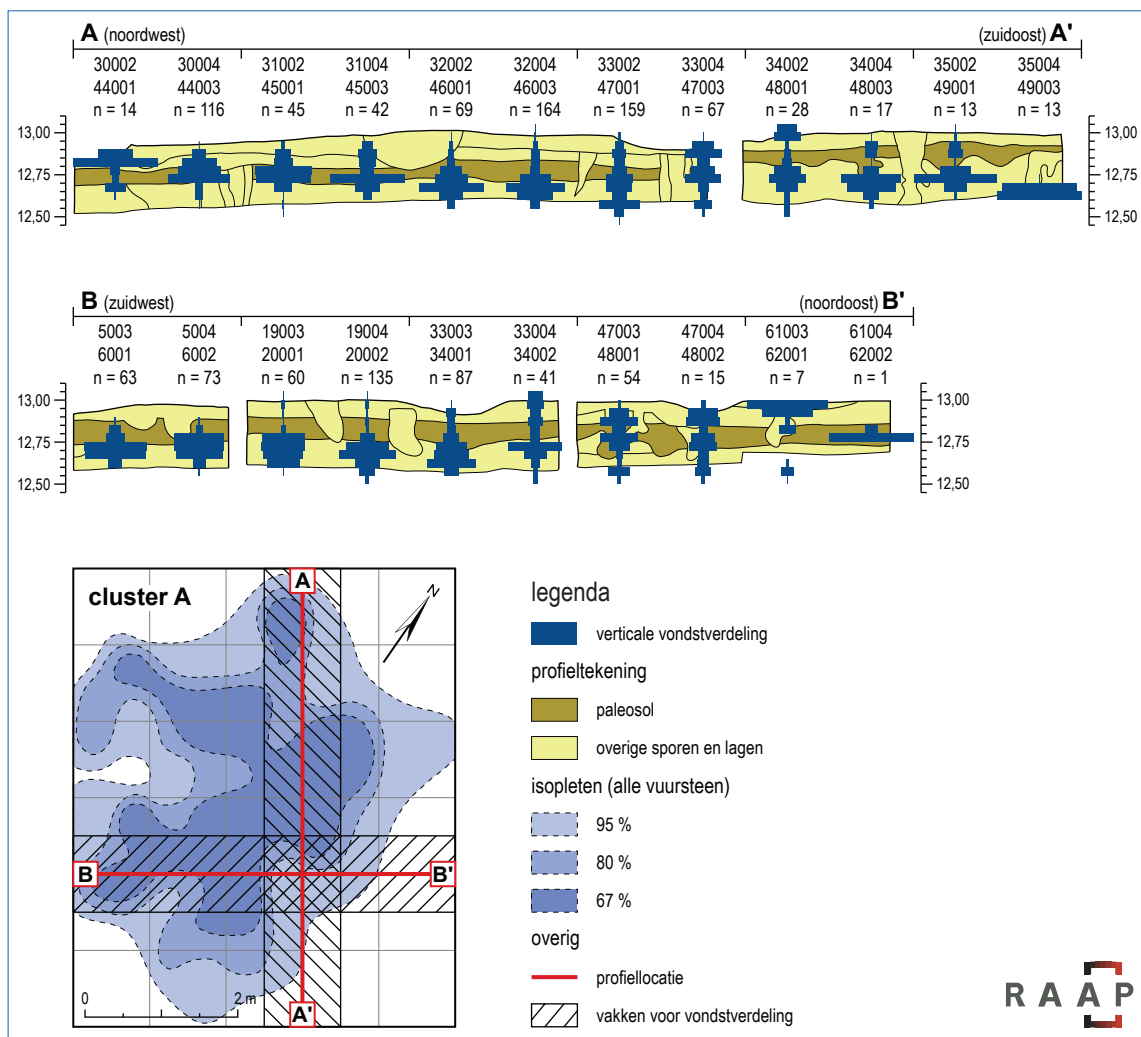 A (noordwest) (zuidoost) A'
30002 30004 31002 31004 32002 32004 33002 33004 34002 34004 35002 35004
44001 44003 45001 45003 46001 46003 47001 47003 48001 48003 49001 49003
n = 14 n = 116 n = 45 n = 42 n = 69 n = 164 n = 159 n = 67 n = 28 n = 17 n = 13 n = 13
13,00 13,00
12,75 12,75
12,50 12,50
B (zuidwest) (noordoost) B'
5003 5004 19003 19004 33003 33004 47003 47004 61003 61004
6001 6002 20001 20002 34001 34002 48001 48002 62001 62002
n = 63 n = 73 n = 60 n = 135 n = 87 n = 41 n = 54 n = 15 n = 7 n = 1
13,00 13,00
12,75 12,75
12,50 12,50
cluster A
A
N
B B'
0 2 m
A'
legenda
verticale vondstverdeling
profieltekening
paleosol
overige sporen en lagen
isopleten (alle vuursteen)
95 %
80 %
67 %
overig
profiellocatie
vakken voor vondstverdeling
RAAP